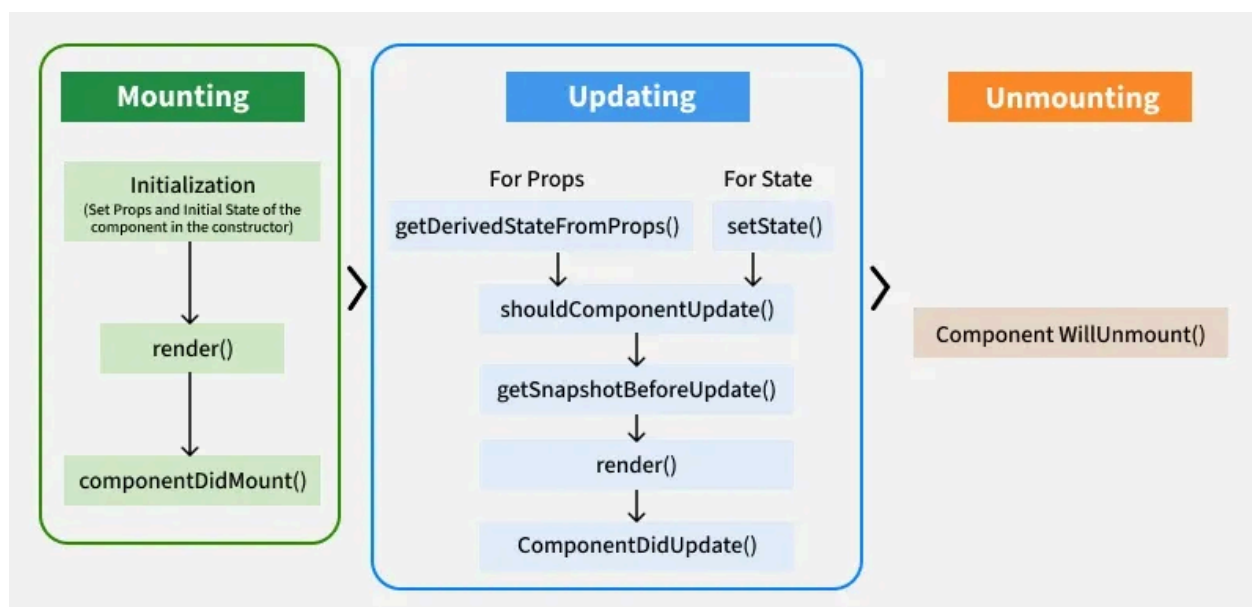 Mounting
Initialization
(Set Props and Initial State of the
component in the constructor)
render()
componentDidMount()
Updating
For Props
For State
getDerivedStateFromProps()
setState()
shouldComponentUpdate()
getSnapshotBeforeUpdate()
render()
ComponentDidUpdate()
Unmounting
Component WillUnmount()